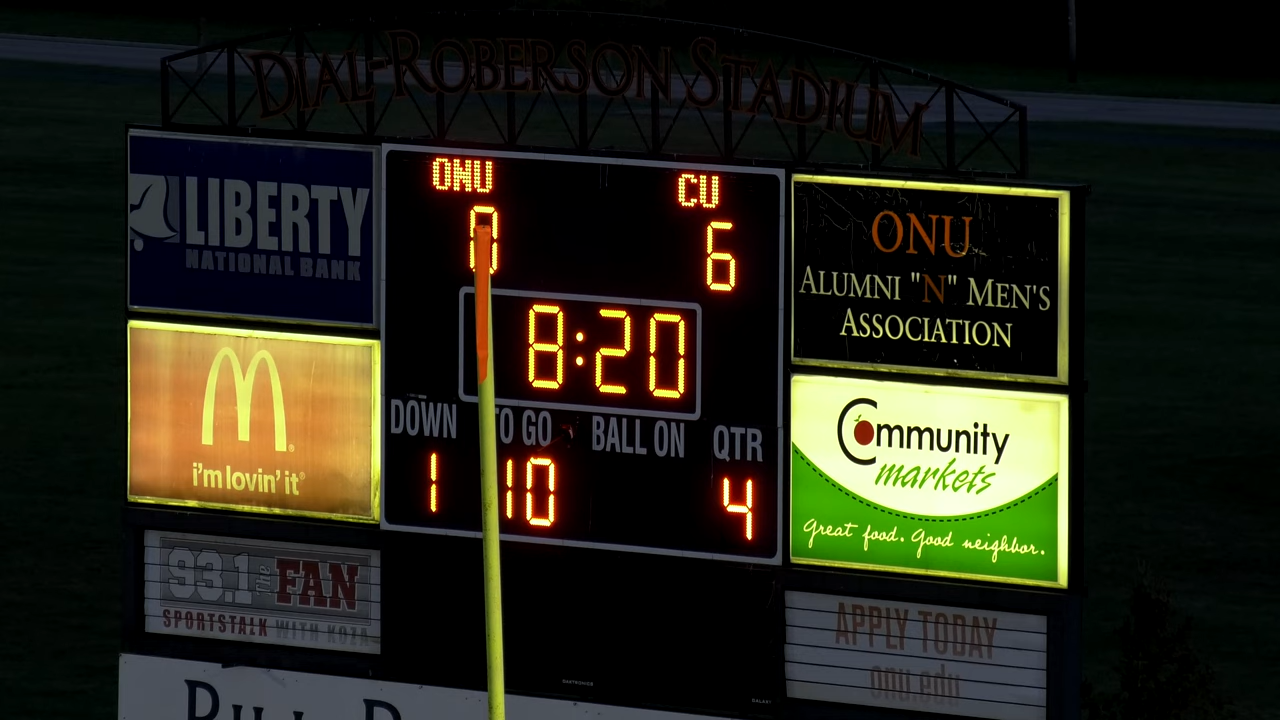 DIAL-ROBERSON STADIUM
LIBERTY
NATIONAL BANK
ONU CU
0 6
8:20
DOWN TO GO BALL ON QTR
1 10 4
ONU
ALUMNI "N" MEN'S
ASSOCIATION
i'm lovin' it®
Community
markets
Great food. Good neighbor.
93.1 the FAN
SPORTSTALK WITH KOZA
APPLY TODAY
onu.edu
DAKTRONICS
GALAXY